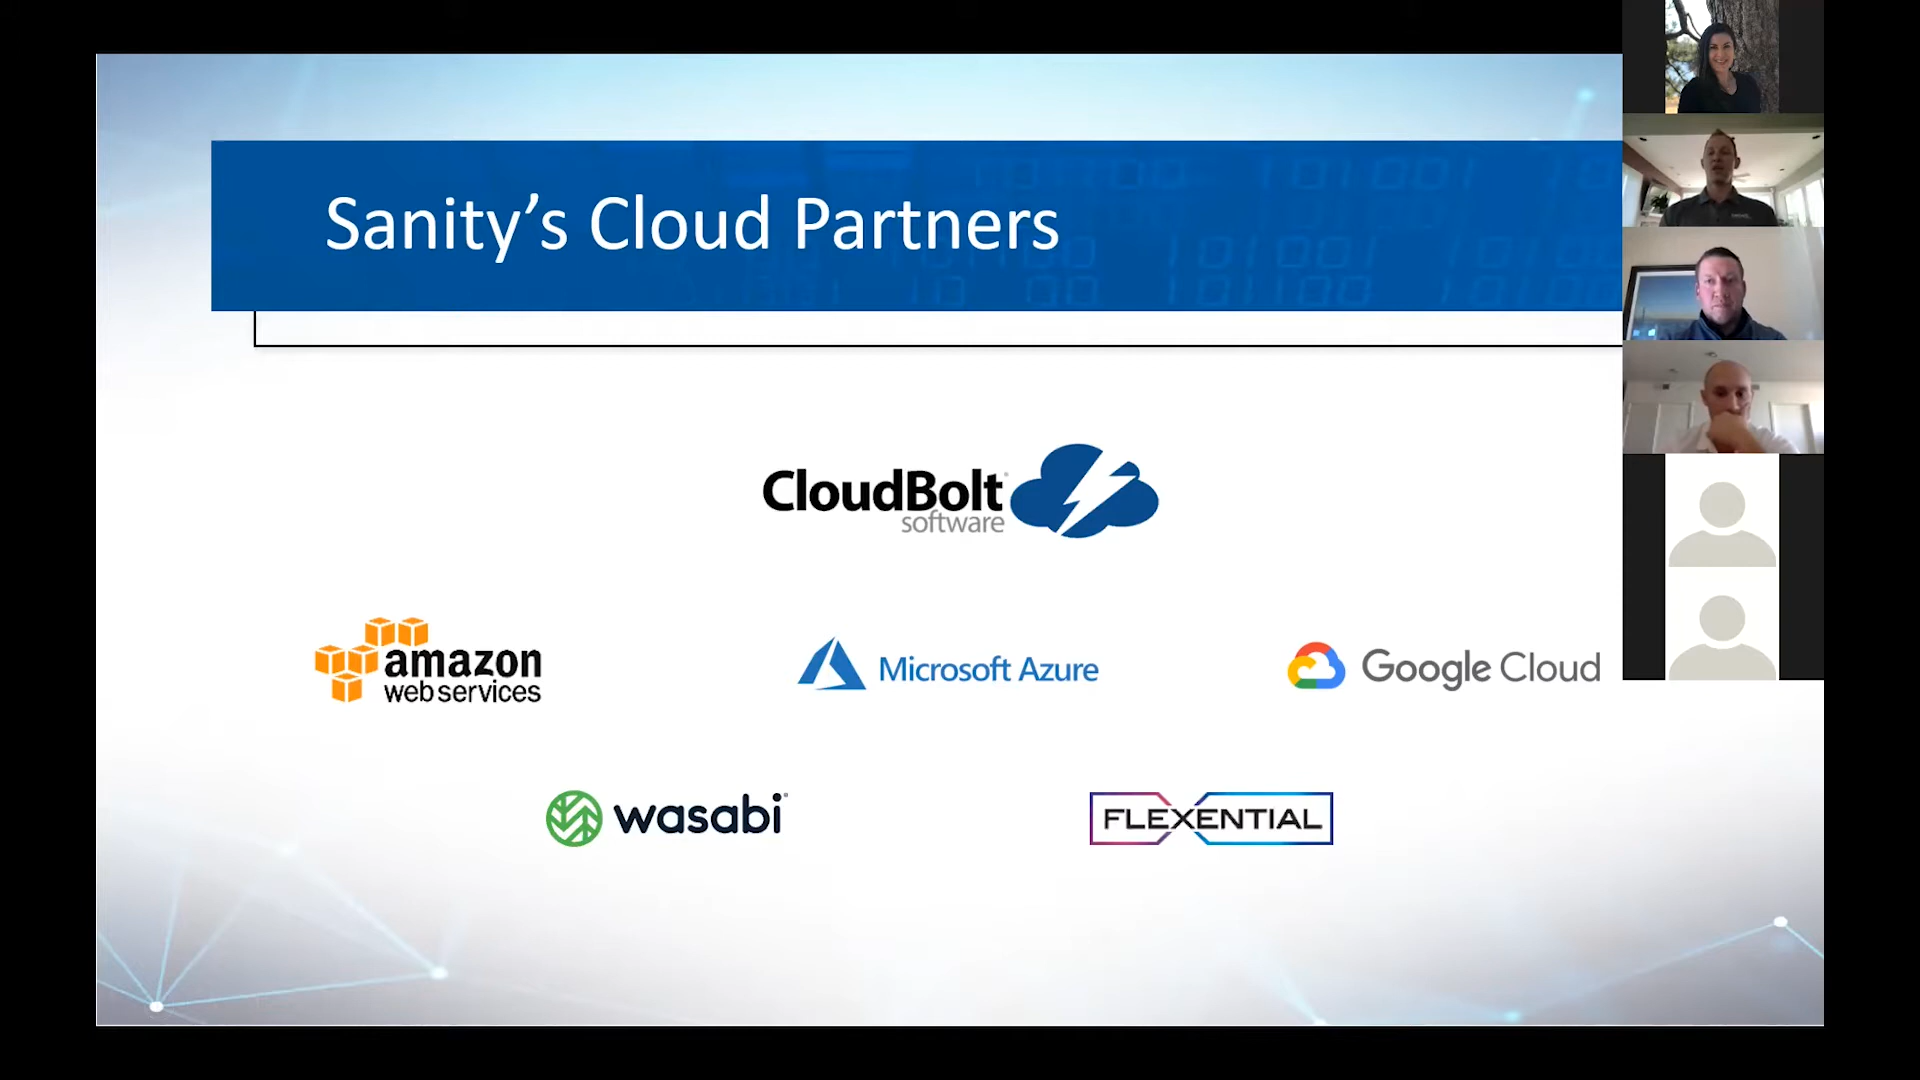 Sanity’s Cloud Partners
CloudBolt
software
amazon
web services
Microsoft Azure
Google Cloud
wasabi
FLEXENTIAL